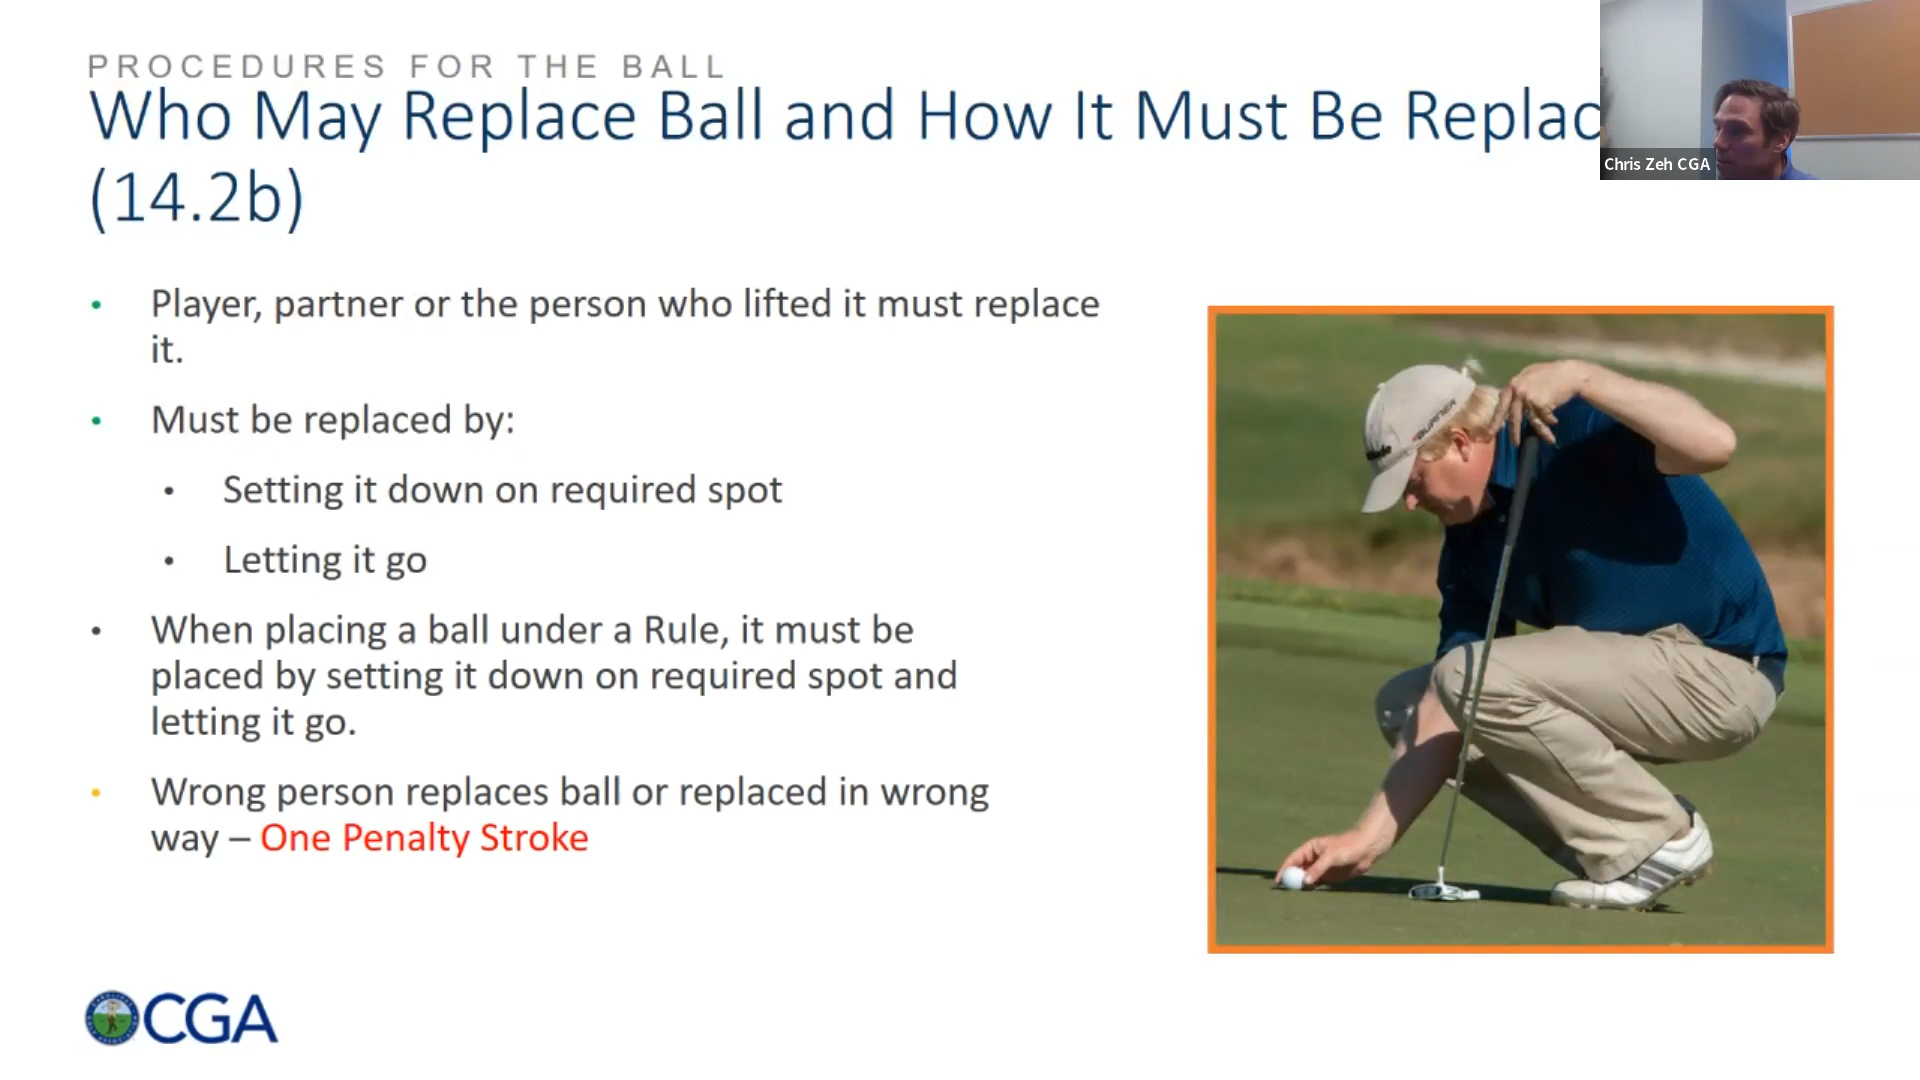 PROCEDURES FOR THE BALL
Who May Replace Ball and How It Must Be Replac
(14.2b)
Chris Zeh CGA
• Player, partner or the person who lifted it must replace
it.
• Must be replaced by:
• Setting it down on required spot
• Letting it go
• When placing a ball under a Rule, it must be
placed by setting it down on required spot and
letting it go.
• Wrong person replaces ball or replaced in wrong
way – One Penalty Stroke
BURNER
CGA